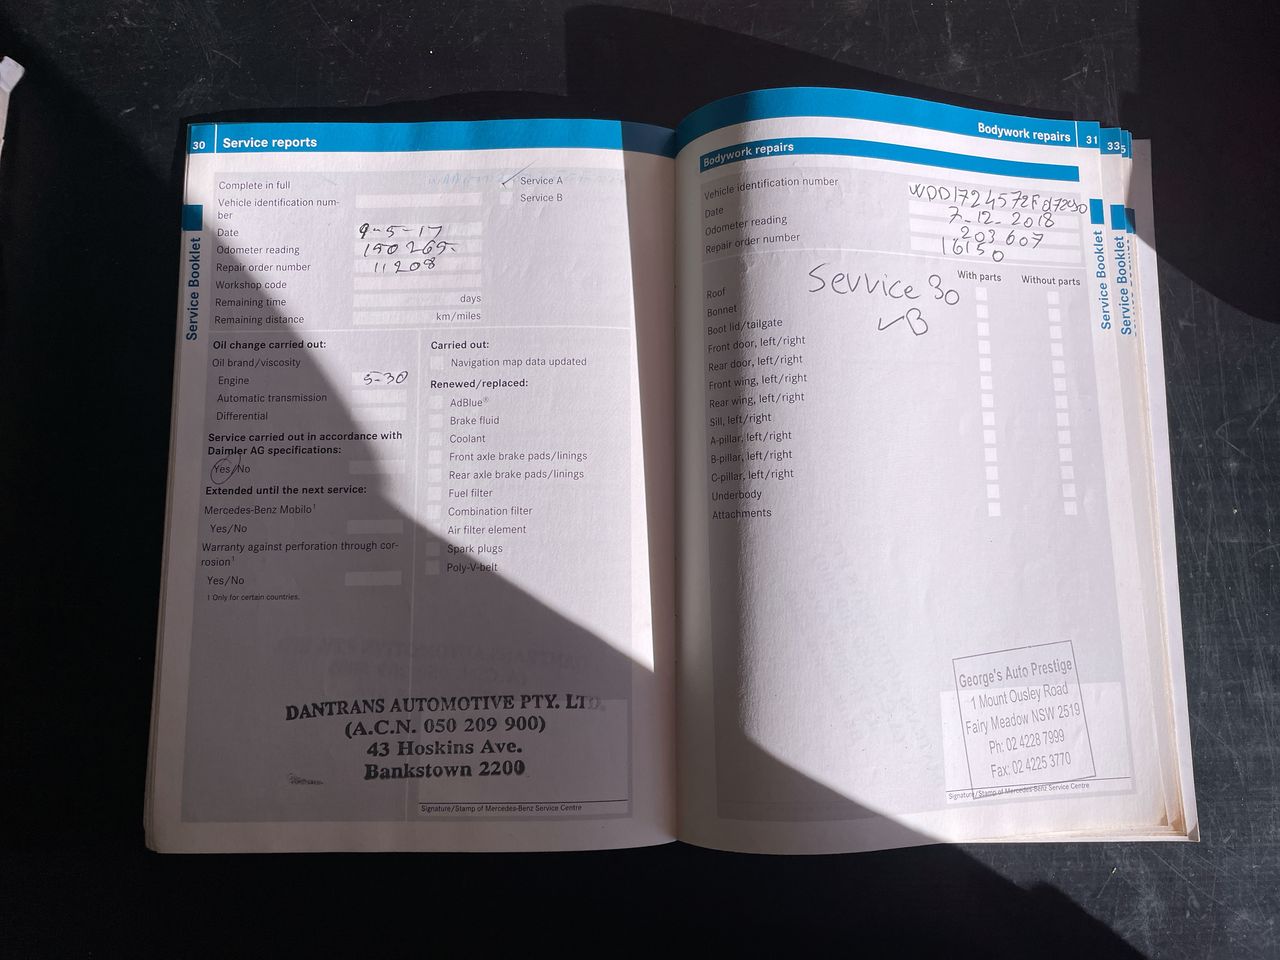 30 Service reports
Complete in full
Service A
Vehicle identification num-
ber
Service B
Date 9-5-17
Odometer reading 190 265.
Repair order number 11208
Workshop code
Remaining time days
Remaining distance km/miles
Service Booklet
Oil change carried out:
Oil brand/viscosity
Engine 5-30
Automatic transmission
Differential
Service carried out in accordance with
Daimler AG specifications:
Yes/No
Extended until the next service:
Mercedes-Benz Mobilo¹
Yes/No
Warranty against perforation through cor-
rosion¹
Yes/No
1 Only for certain countries.
Carried out:
Navigation map data updated
Renewed/replaced:
AdBlue®
Brake fluid
Coolant
Front axle brake pads/linings
Rear axle brake pads/linings
Fuel filter
Combination filter
Air filter element
Spark plugs
Poly-V-belt
DANTRANS AUTOMOTIVE PTY. LTD.
(A.C.N. 050 209 900)
43 Hoskins Ave.
Bankstown 2200
Signature/Stamp of Mercedes-Benz Service Centre
Bodywork repairs 31
33
5
Bodywork repairs
Vehicle identification number
Date 7-12-2018
Odometer reading 203 607
Repair order number 16150
Service 30
B
With parts Without parts
Roof
Bonnet
Boot lid/tailgate
Front door, left/right
Rear door, left/right
Front wing, left/right
Rear wing, left/right
Sill, left/right
A-pillar, left/right
B-pillar, left/right
C-pillar, left/right
Underbody
Attachments
George's Auto Prestige
1 Mount Ousley Road
Fairy Meadow NSW 2519
Ph: 02 4228 7999
Fax: 02 4225 3770
Signature/Stamp of Mercedes-Benz Service Centre
Service Booklet
Service Booklet